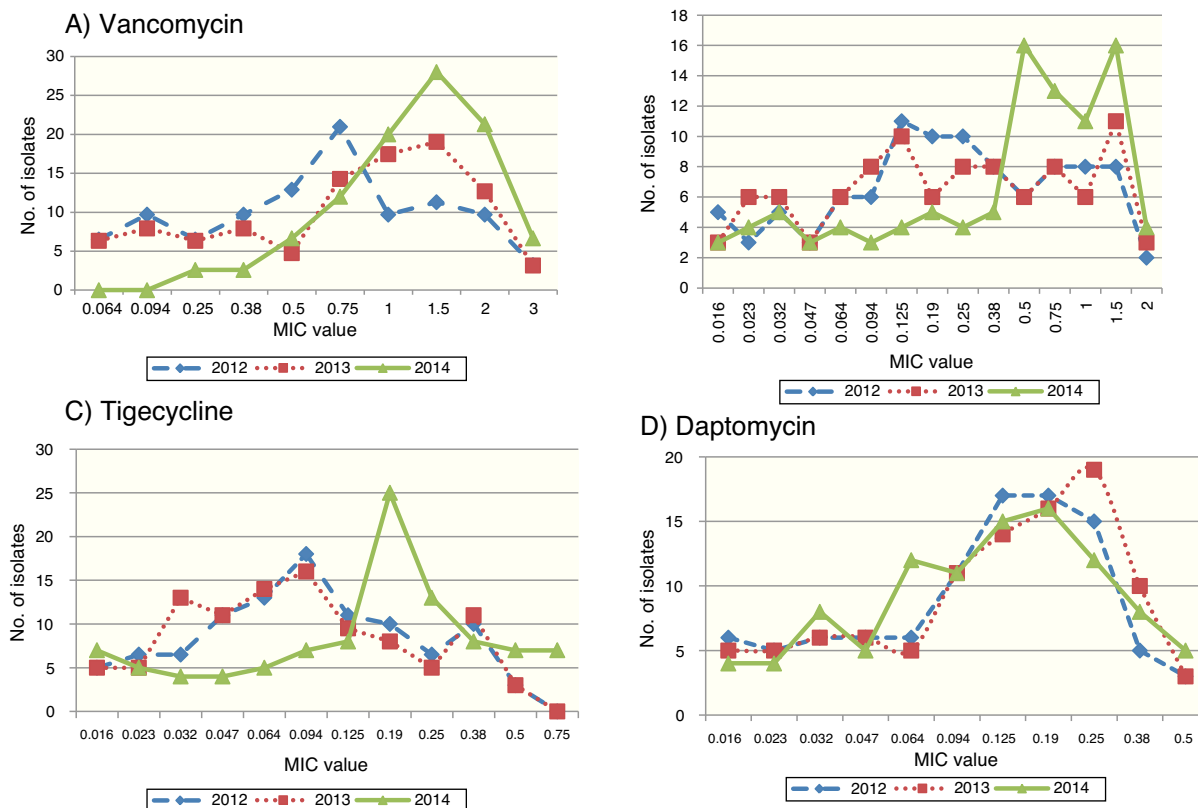 A) Vancomycin
30
25
20
15
10
5
0
No. of isolates
0.064 0.094 0.25 0.38 0.5 0.75 1 1.5 2 3
MIC value
2012 2013 2014
18
16
14
12
10
8
6
4
2
0
No. of isolates
0.016 0.023 0.032 0.047 0.064 0.094 0.125 0.19 0.25 0.38 0.5 0.75 1 1.5 2
MIC value
2012 2013 2014
C) Tigecycline
30
25
20
15
10
5
0
No. of isolates
0.016 0.023 0.032 0.047 0.064 0.094 0.125 0.19 0.25 0.38 0.5 0.75
MIC value
2012 2013 2014
D) Daptomycin
20
15
10
5
0
No. of isolates
0.016 0.023 0.032 0.047 0.064 0.094 0.125 0.19 0.25 0.38 0.5
MIC value
2012 2013 2014